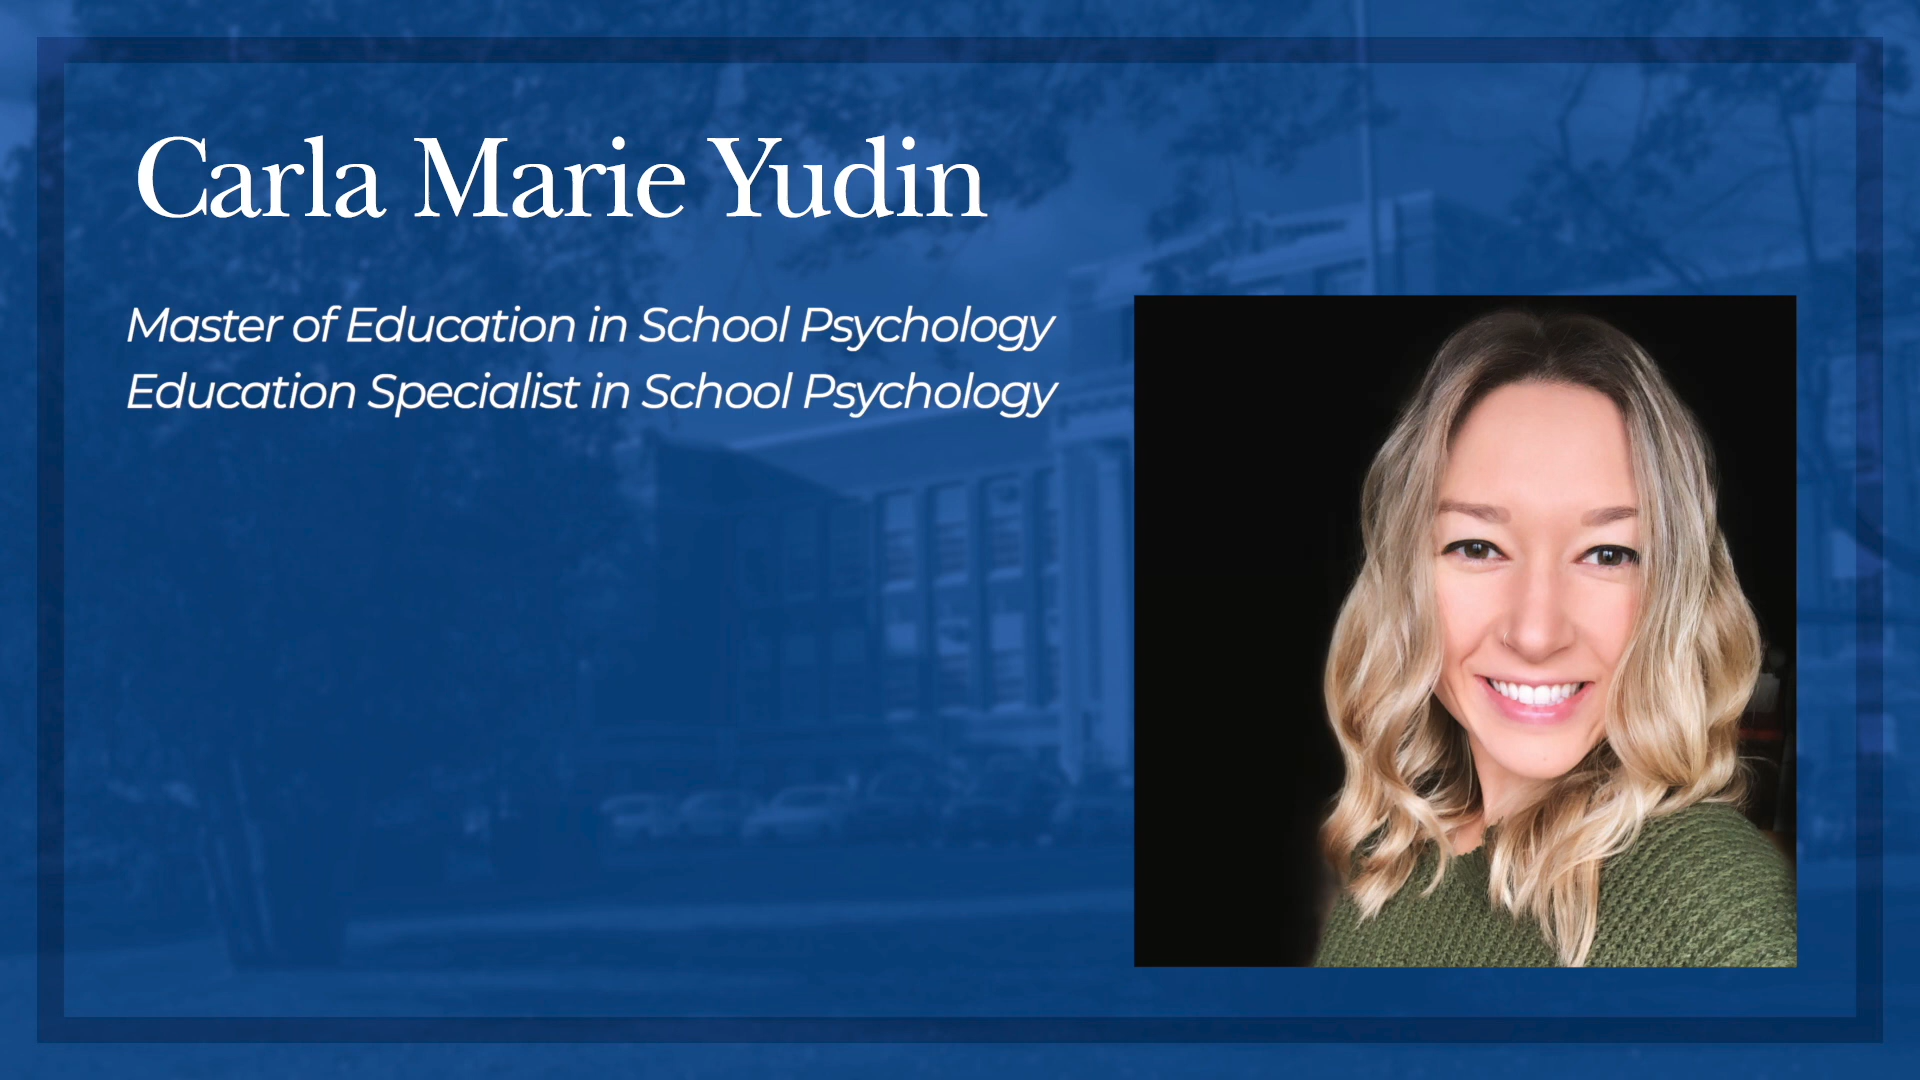 Carla Marie Yudin
Master of Education in School Psychology
Education Specialist in School Psychology